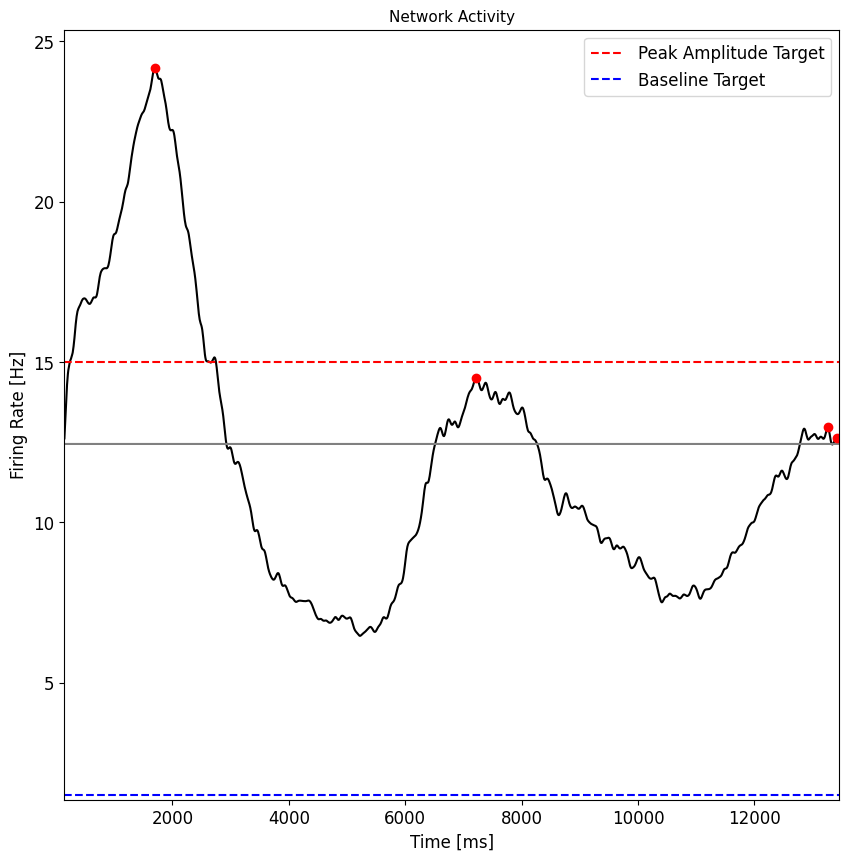 Network Activity
Peak Amplitude Target
Baseline Target
25
20
15
10
5
Firing Rate [Hz]
2000 4000 6000 8000 10000 12000
Time [ms]